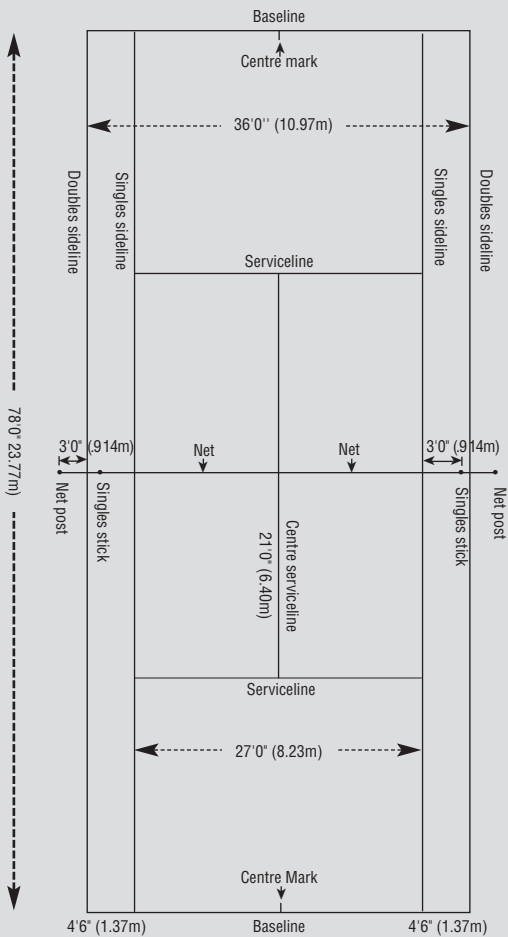 Baseline
Centre mark
36'0'' (10.97m)
Doubles sideline
Singles sideline
Singles sideline
Doubles sideline
Serviceline
78'0" 23.77m)
3'0" (.914m)
Net
Net
3'0" (.914m)
Net post
Singles stick
Singles stick
Net post
Centre serviceline
21'0" (6.40m)
Serviceline
27'0" (8.23m)
Centre Mark
4'6" (1.37m)
Baseline
4'6" (1.37m)